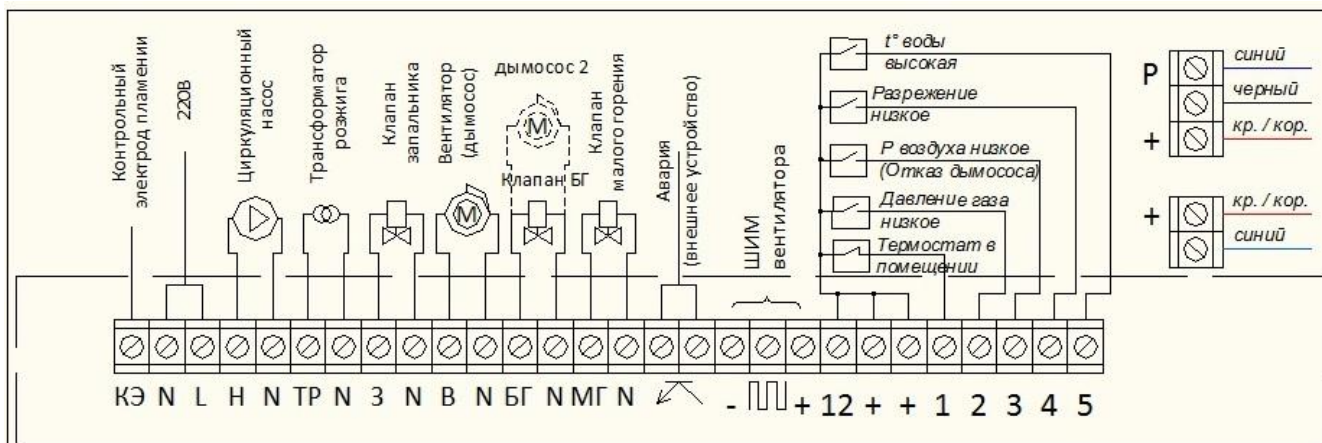 Контрольный
электрод пламении
220В
Циркуляционный
насос
Трансформатор
розжига
Клапан
запальника
Вентилятор
(дымосос)
дымосос 2
М
М
Клапан БГ
Клапан
малого горения
Авария
(внешнее устройство)
ШИМ
вентилятора
t° воды
высокая
Разрежение
низкое
Р воздуха низкое
(Отказ дымососа)
Давление газа
низкое
Термостат в
помещении
Р
синий
черный
+ кр. / кор.
+ кр. / кор.
синий
КЭ N L Н N ТР N З N В N БГ N МГ N - + 12 + + 1 2 3 4 5